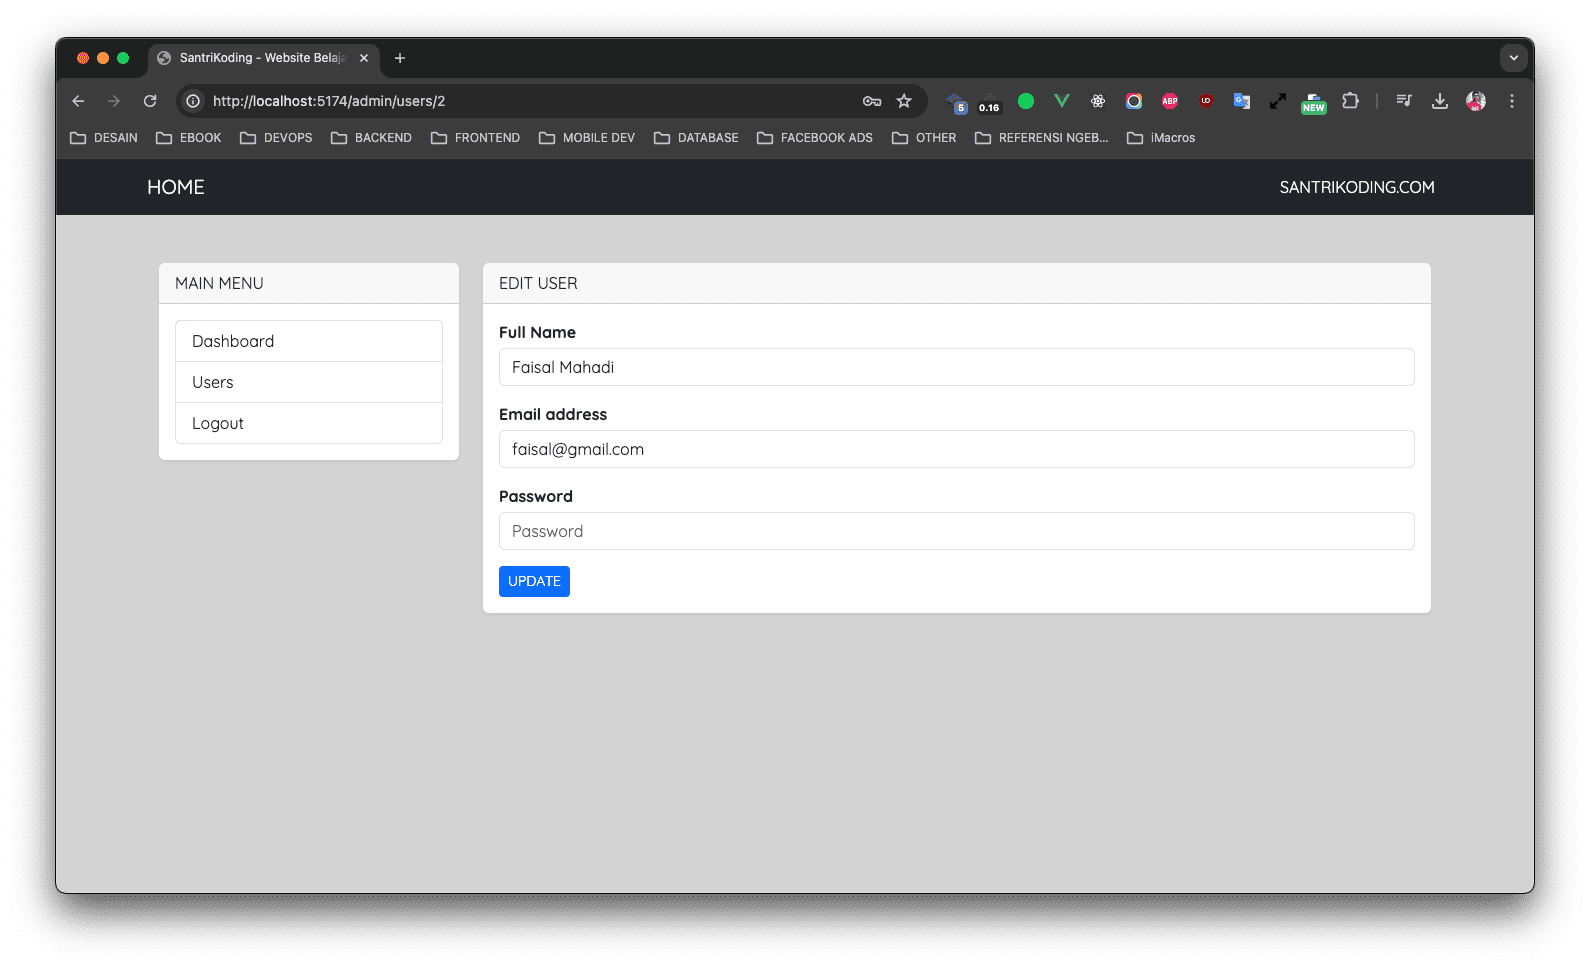 SantriKoding - Website Belaja
http://localhost:5174/admin/users/2
5
0.16
ABP
NEW
DESAIN EBOOK DEVOPS BACKEND FRONTEND MOBILE DEV DATABASE FACEBOOK ADS OTHER REFERENSI NGEB... iMacros
HOME SANTRIKODING.COM
MAIN MENU
Dashboard
Users
Logout
EDIT USER
Full Name
Faisal Mahadi
Email address
faisal@gmail.com
Password
Password
UPDATE